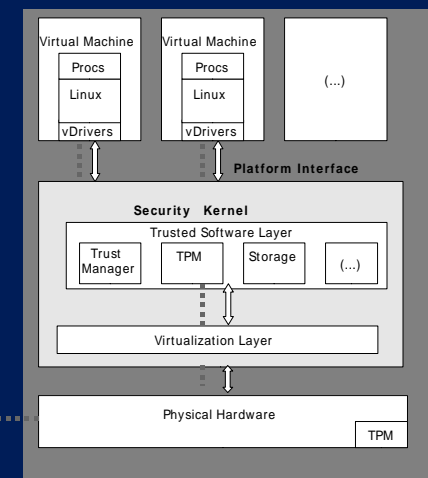 Virtual Machine
Procs
Linux
vDrivers
Virtual Machine
Procs
Linux
vDrivers
(...)
Platform Interface
Security Kernel
Trusted Software Layer
Trust
Manager
TPM
Storage
(...)
Virtualization Layer
Physical Hardware
TPM